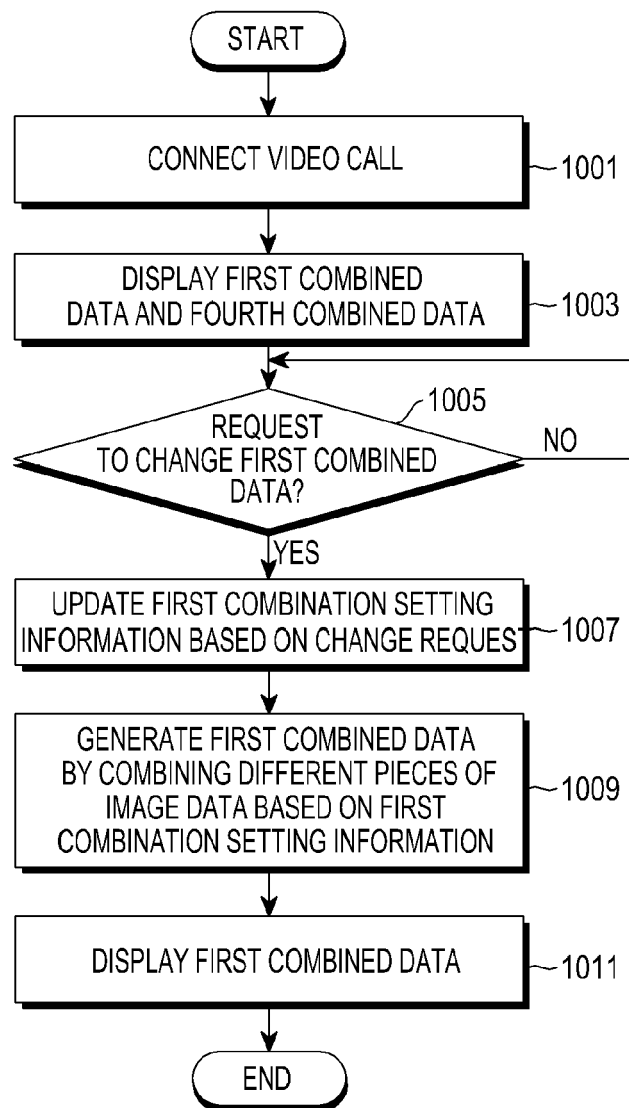 START
CONNECT VIDEO CALL
1001
DISPLAY FIRST COMBINED
DATA AND FOURTH COMBINED DATA
1003
1005
REQUEST
TO CHANGE FIRST COMBINED
DATA?
NO
YES
UPDATE FIRST COMBINATION SETTING
INFORMATION BASED ON CHANGE REQUES
1007
GENERATE FIRST COMBINED DATA
BY COMBINING DIFFERENT PIECES OF
IMAGE DATA BASED ON FIRST
COMBINATION SETTING INFORMATION
1009
DISPLAY FIRST COMBINED DATA
1011
END